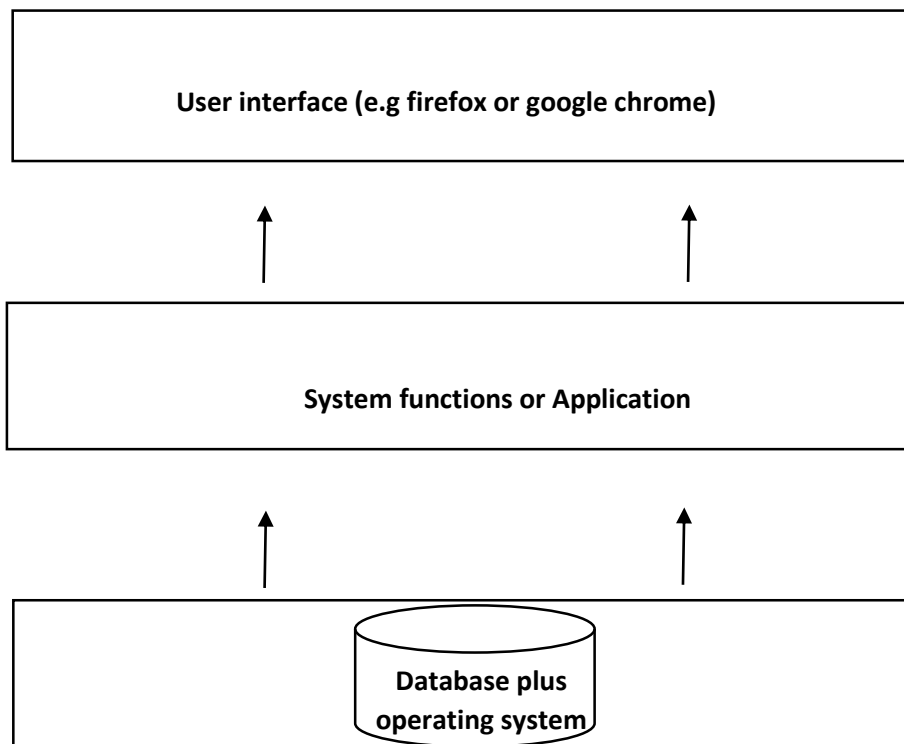 User interface (e.g firefox or google chrome)
System functions or Application
Database plus
operating system